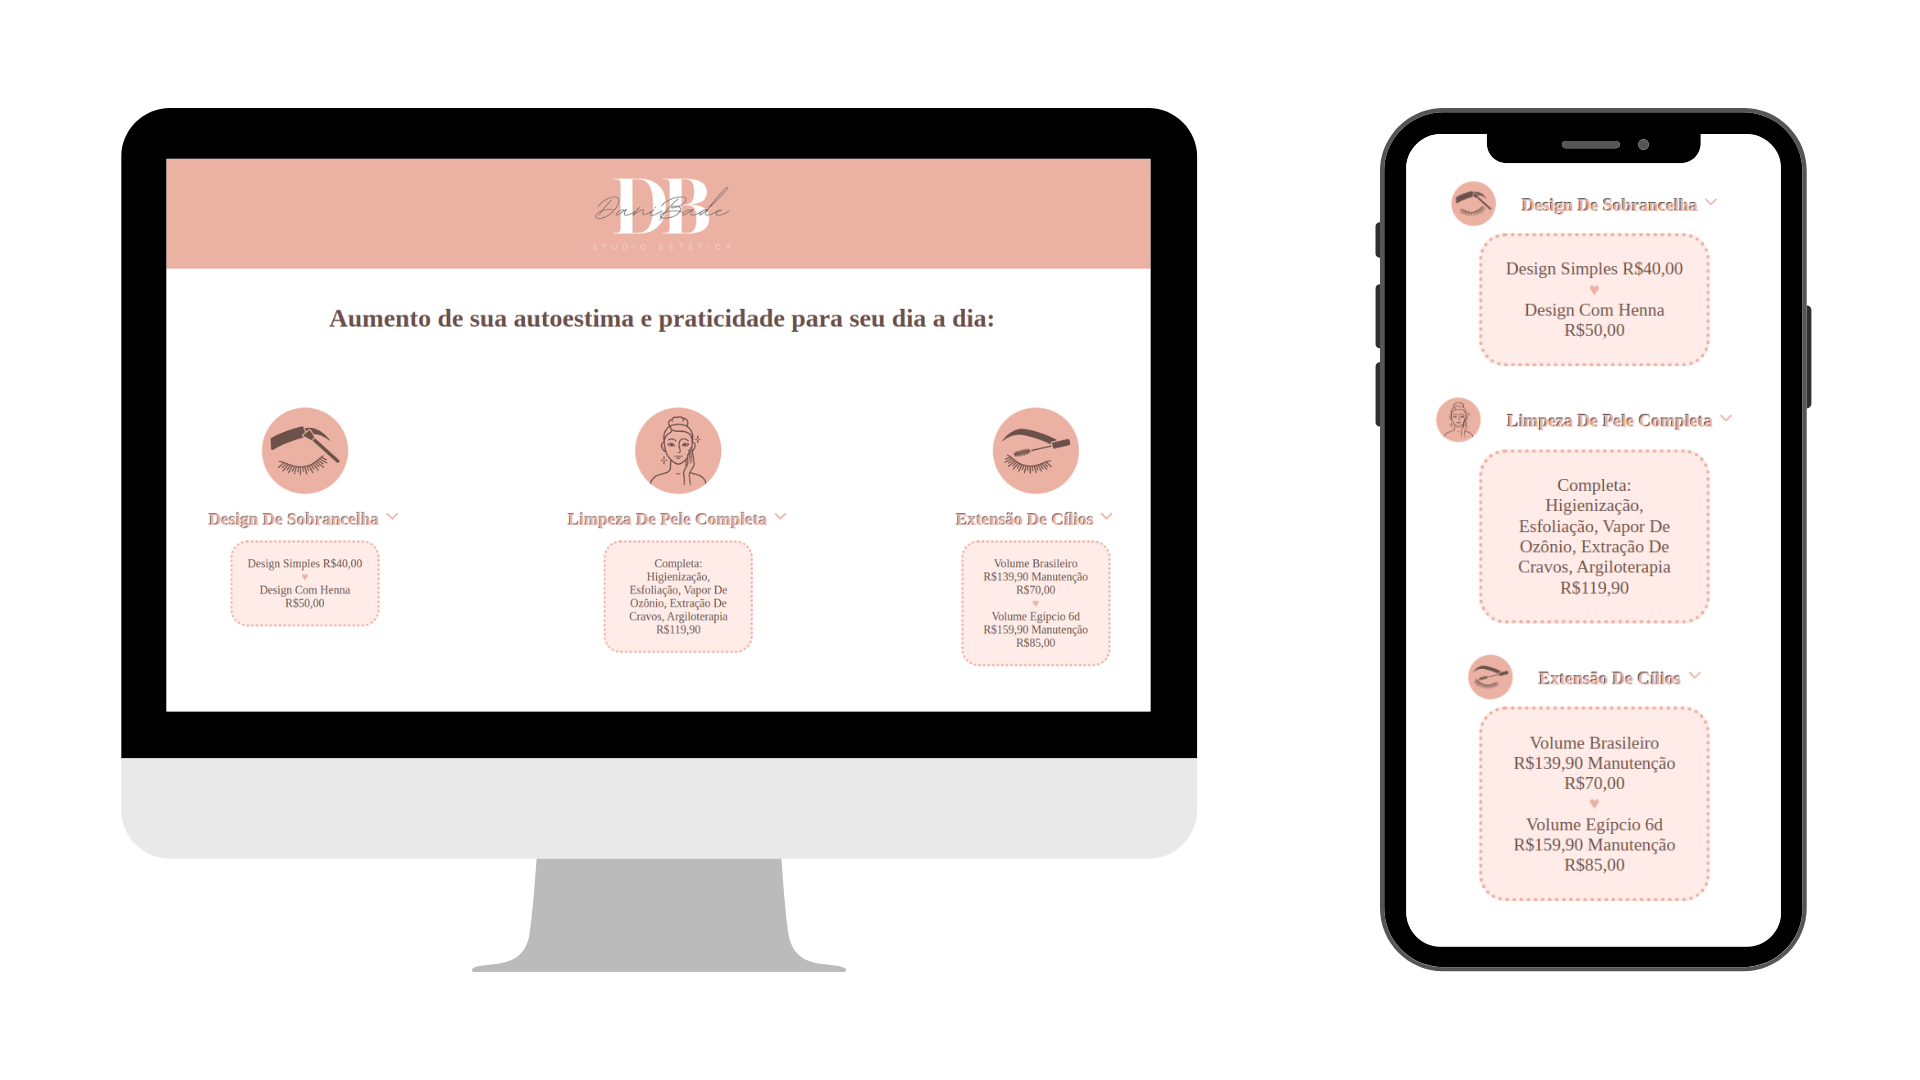 DB
DaniBade
STUDIO ESTÉTICA
Aumento de sua autoestima e praticidade para seu dia a dia:
Design De Sobrancelha
Design Simples R$40,00
♥
Design Com Henna
R$50,00
Limpeza De Pele Completa
Completa:
Higienização,
Esfoliação, Vapor De
Ozônio, Extração De
Cravos, Argiloterapia
R$119,90
Extensão De Cílios
Volume Brasileiro
R$139,90 Manutenção
R$70,00
♥
Volume Egípcio 6d
R$159,90 Manutenção
R$85,00
Design De Sobrancelha
Design Simples R$40,00
♥
Design Com Henna
R$50,00
Limpeza De Pele Completa
Completa:
Higienização,
Esfoliação, Vapor De
Ozônio, Extração De
Cravos, Argiloterapia
R$119,90
Extensão De Cílios
Volume Brasileiro
R$139,90 Manutenção
R$70,00
♥
Volume Egípcio 6d
R$159,90 Manutenção
R$85,00